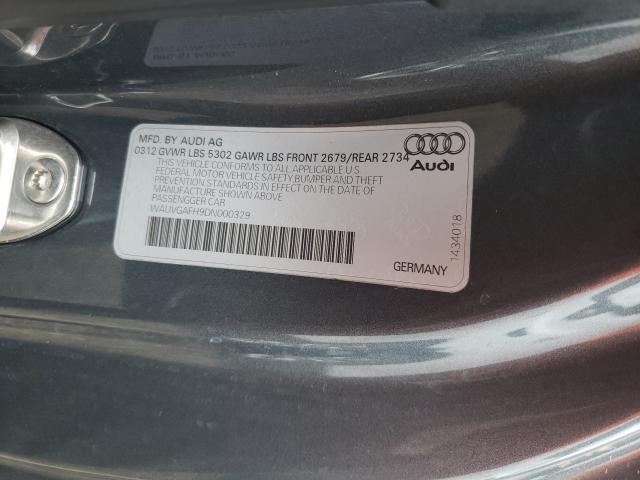 MFD. BY AUDI AG
0312 GVWR LBS 5302 GAWR LBS FRONT 2679/REAR 2734
THIS VEHICLE CONFORMS TO ALL APPLICABLE U S
FEDERAL MOTOR VEHICLE SAFETY BUMPER AND THEFT
PREVENTION STANDARDS IN EFFECT ON THE DATE OF
MANUFACTURE SHOWN ABOVE
PASSENGGER CAR
WAUVGAFH9DN000329
Audi
1434018
GERMANY